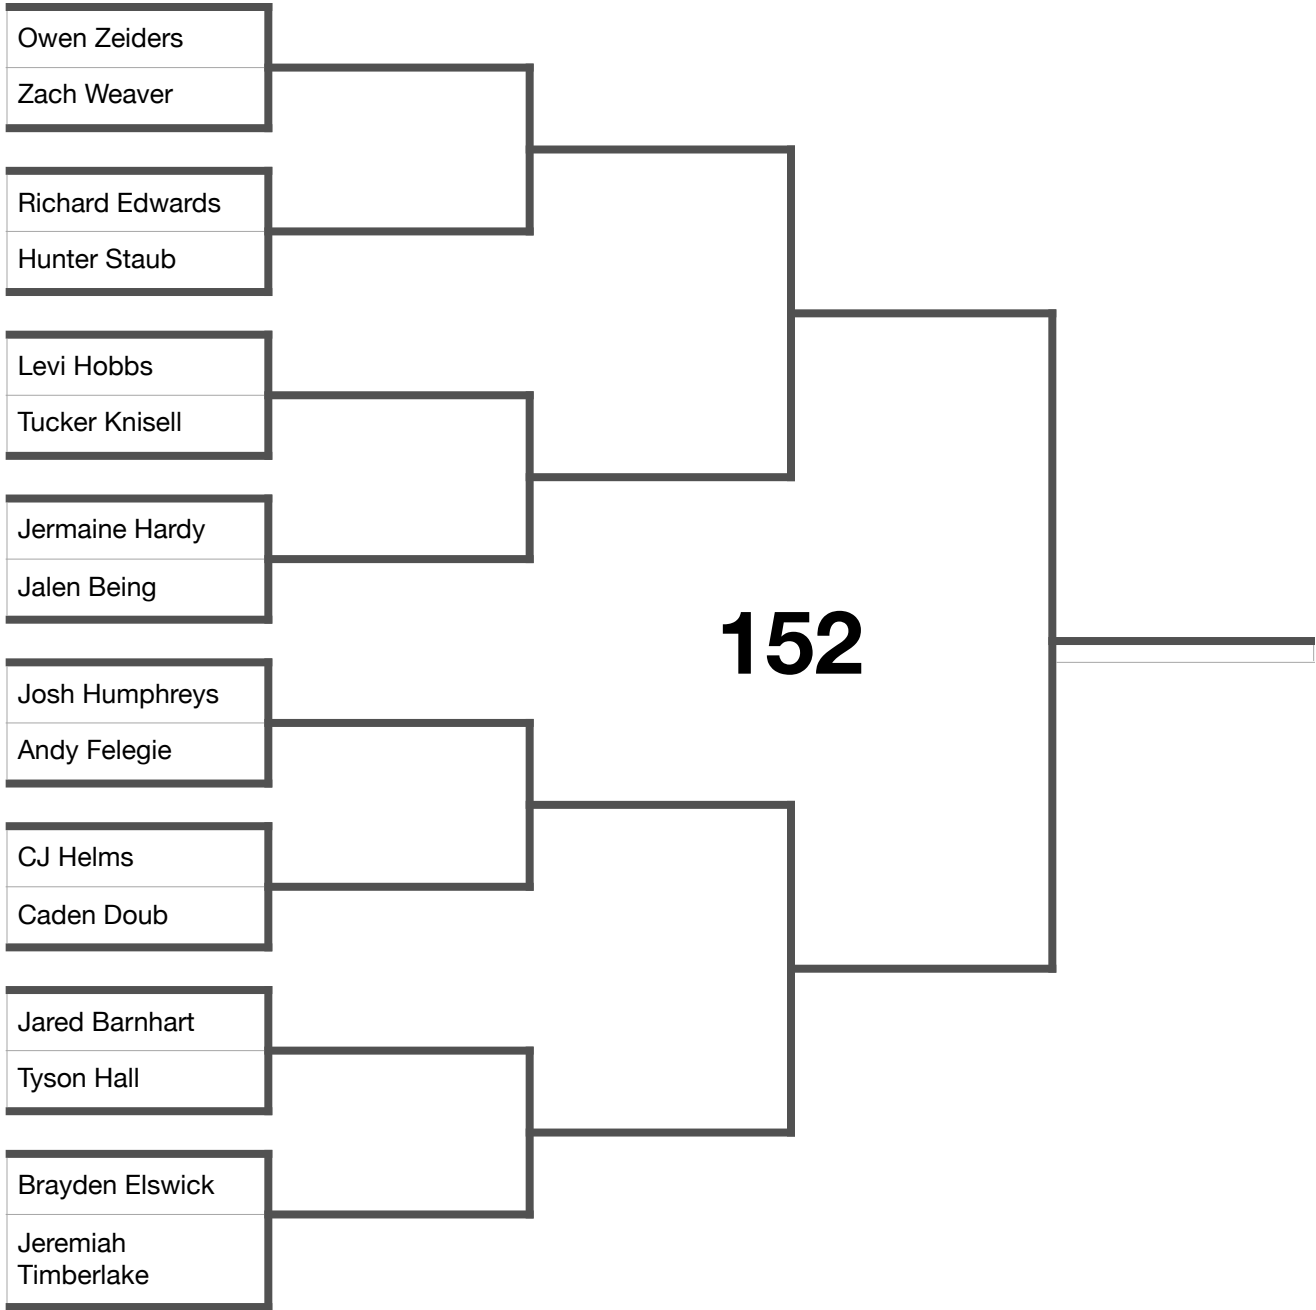 Owen Zeiders
Zach Weaver
Richard Edwards
Hunter Staub
Levi Hobbs
Tucker Knisell
Jermaine Hardy
Jalen Being
152
Josh Humphreys
Andy Felegie
CJ Helms
Caden Doub
Jared Barnhart
Tyson Hall
Brayden Elswick
Jeremiah
Timberlake